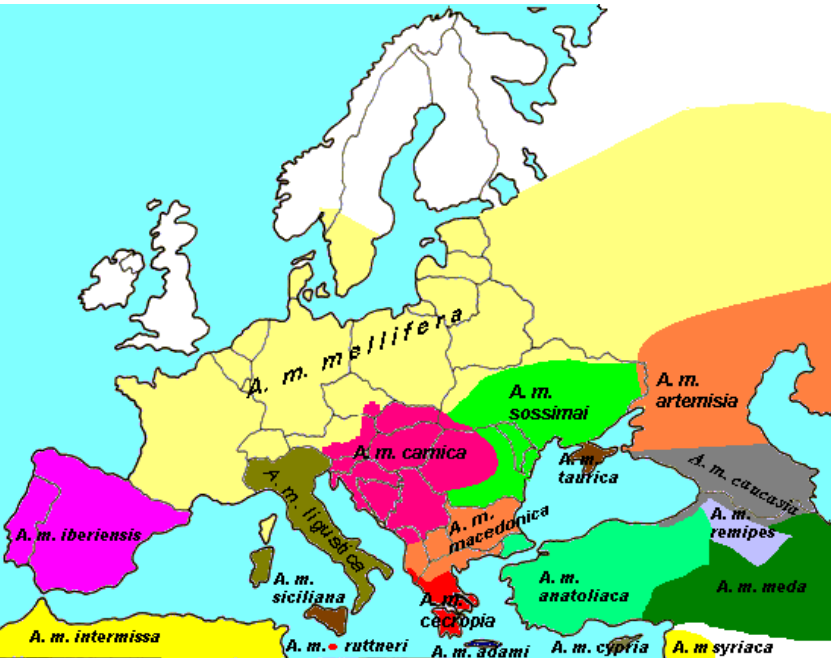 A. m. mellifera
A. m.
sossimai
A. m.
artemisia
A. m. carnica
A. m.
taurica
A. m. caucasia
A. m. ligustica
A. m.
macedonica
A. m.
remipes
A. m. iberiensis
A. m.
siciliana
A. m.
cecropia
A. m.
anatoliaca
A. m. meda
A. m. intermissa
A. m. ruttneri
A. m. adami
A. m. cypria
A. m syriaca